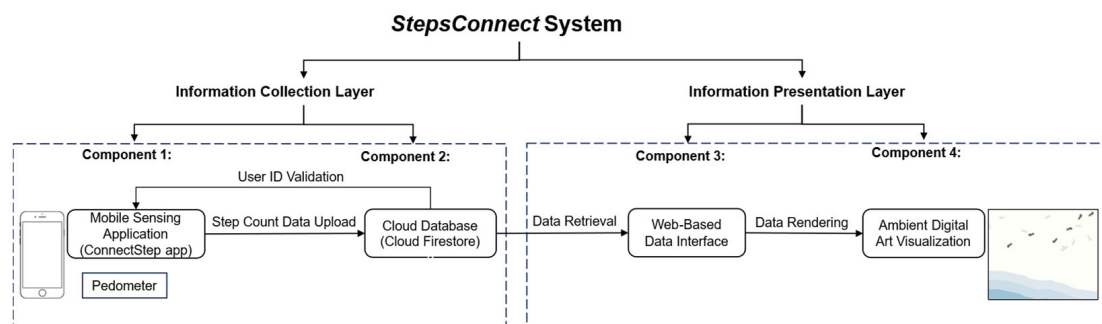 StepsConnect System
Information Collection Layer
Information Presentation Layer
Component 1:
Component 2:
Component 3:
Component 4:
User ID Validation
Mobile Sensing
Application
(ConnectStep app)
Step Count Data Upload
Cloud Database
(Cloud Firestore)
Data Retrieval
Web-Based
Data Interface
Data Rendering
Ambient Digital
Art Visualization
Pedometer